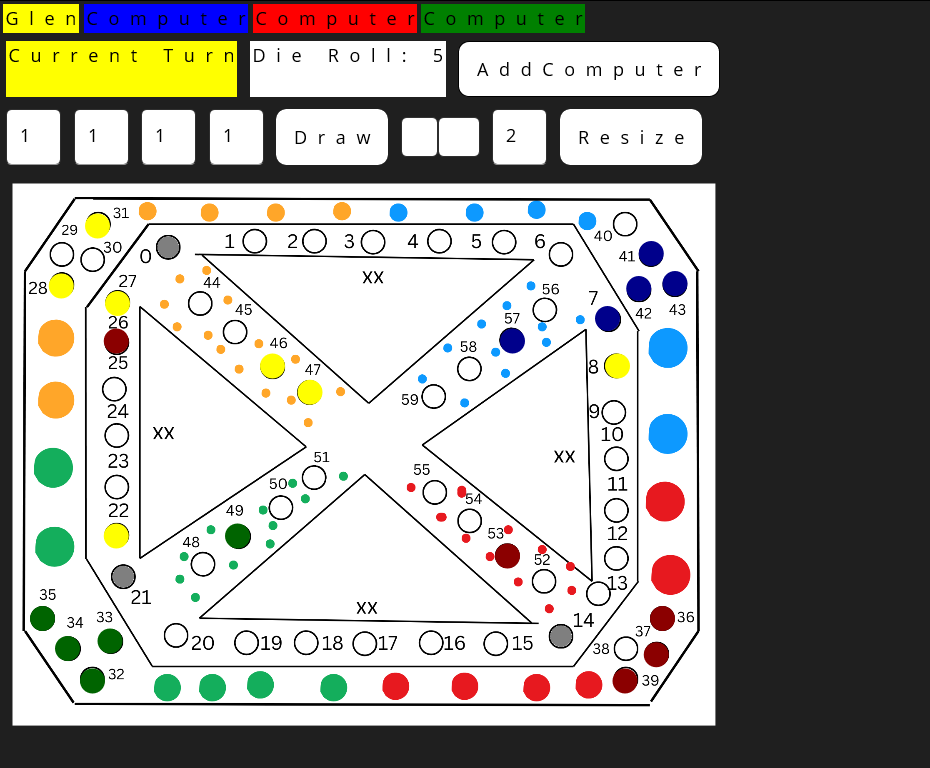 Glen Computer Computer Computer
Current Turn Die Roll: 5 AddComputer
1 1 1 1 Draw 2 Resize
31
29
30
0 1 2 3 4 5 6 40
41
28 27 44 xx 56 7 42 43
26 45 57
25 46 58 8
47 59
24 xx 9
10
23 51 55 xx 11
22 50 54
49 53 12
48 52 13
21
35 34 33 xx 14 36
37
20 19 18 17 16 15 38
32 39